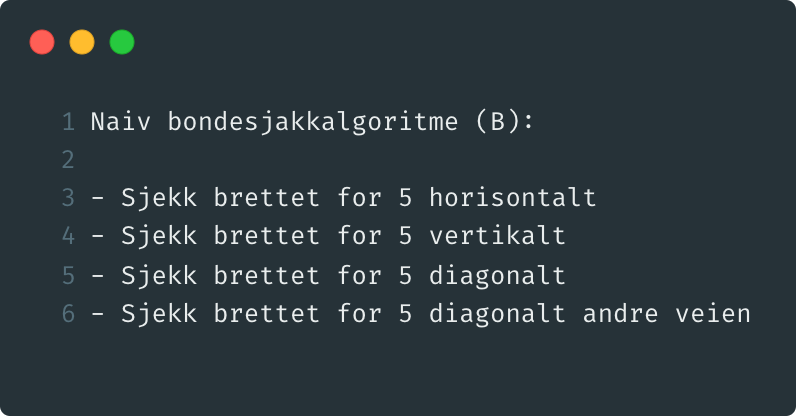 1 Naiv bondesjakkalgoritme (B):
2
3 - Sjekk brettet for 5 horisontalt
4 - Sjekk brettet for 5 vertikalt
5 - Sjekk brettet for 5 diagonalt
6 - Sjekk brettet for 5 diagonalt andre veien